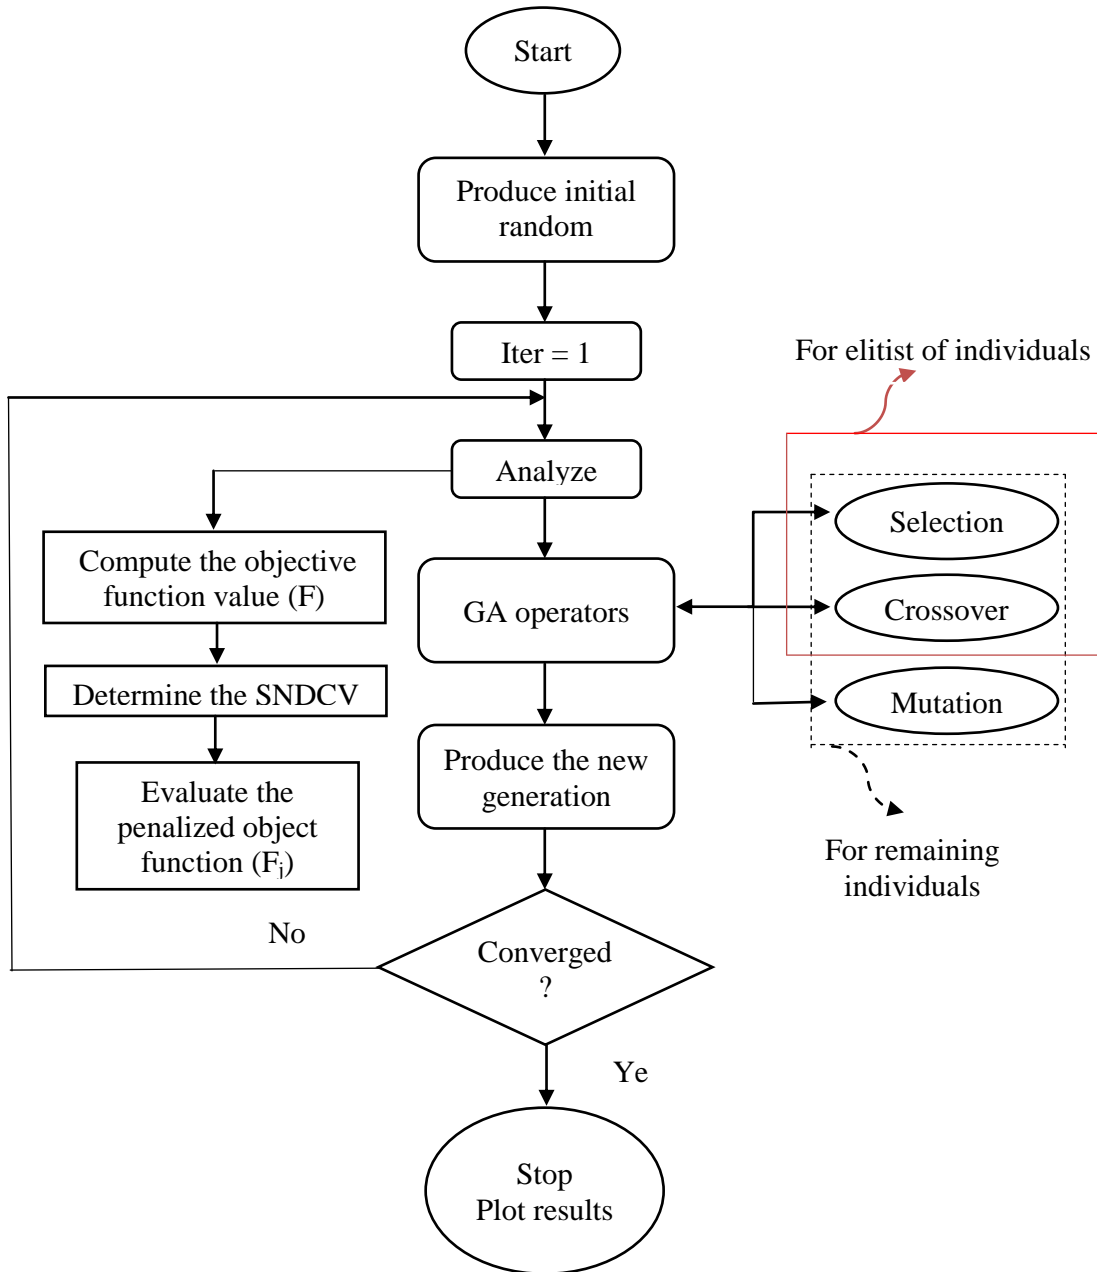 Start
Produce initial
random
Iter = 1
For elitist of individuals
Analyze
Selection
Compute the objective
function value (F)
GA operators
Crossover
Determine the SNDCV
Mutation
Produce the new
generation
Evaluate the
penalized object
function (Fj)
For remaining
individuals
No
Converged
?
Ye
Stop
Plot results